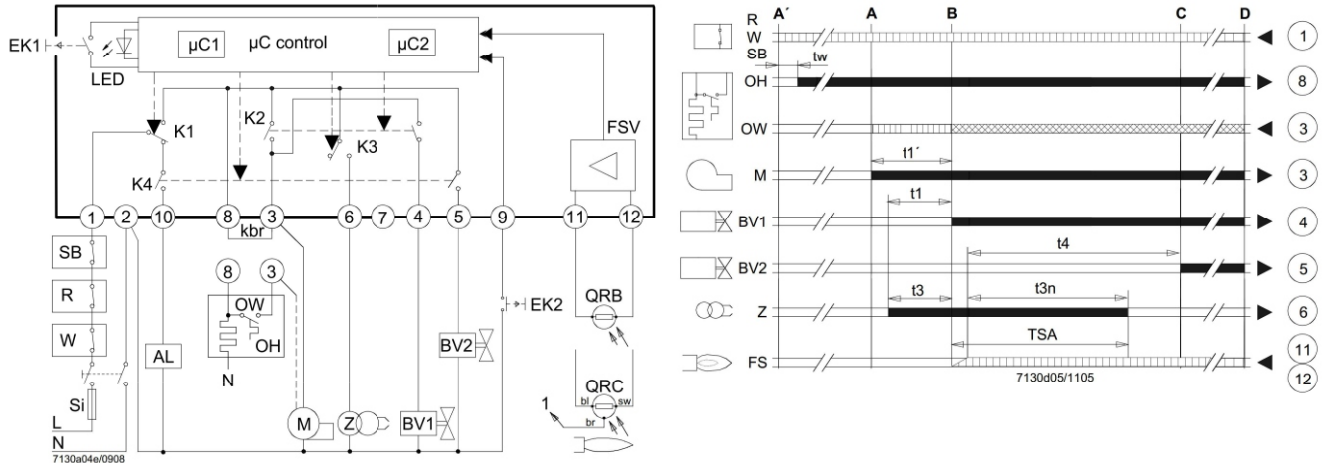 EK1
LED
µC1
µC control
µC2
K1
K2
K3
K4
FSV
1 2 10 8 3 6 7 4 5 9 11 12
kbr
SB
R
W
Si
L
N
7130a04e/0908
AL
8 3
OW
OH
N
M
Z
BV1
BV2
EK2
QRB
QRC
bl sw
br
1
A´ A B C D
R
W
SB
1
tw
OH
8
OW
3
t1´
M
3
t1
BV1
4
t4
BV2
5
t3 t3n
Z
6
TSA
FS
11
12
7130d05/1105